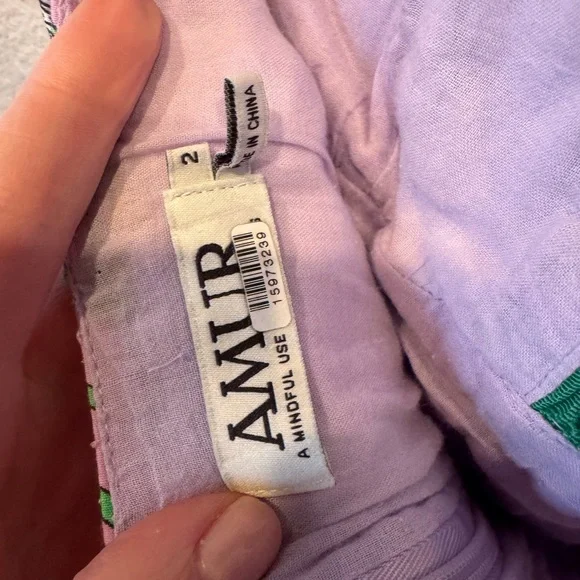 2
E IN CHINA
AMUR
A MINDFUL USE
15973239